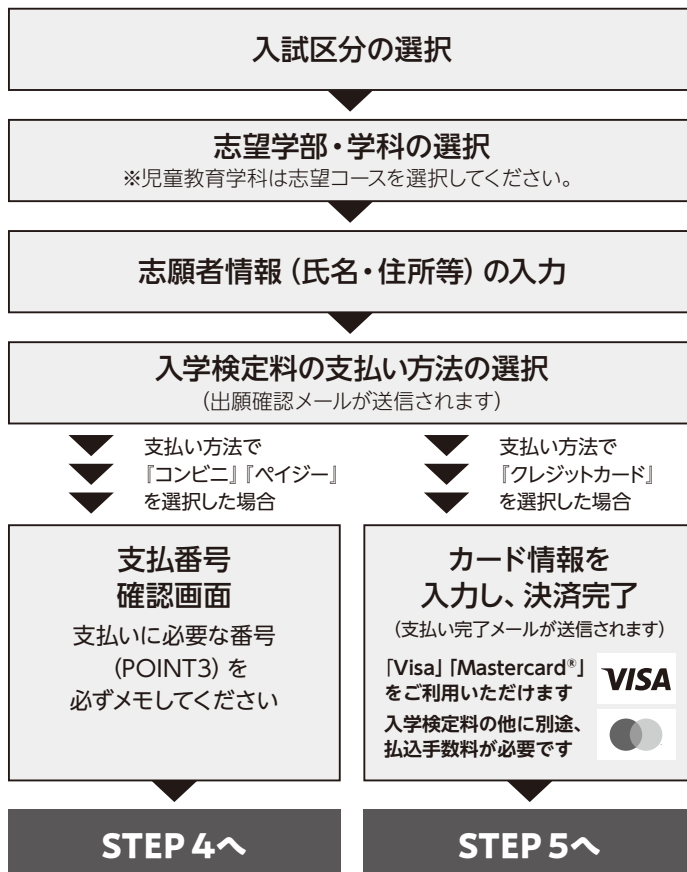 入試区分の選択
志望学部・学科の選択
※児童教育学科は志望コースを選択してください。
志願者情報（氏名・住所等）の入力
入学検定料の支払い方法の選択
（出願確認メールが送信されます）
支払い方法で
『コンビニ』『ペイジー』
を選択した場合
支払番号
確認画面
支払いに必要な番号
（POINT3）を
必ずメモしてください
STEP 4へ
支払い方法で
『クレジットカード』
を選択した場合
カード情報を
入力し、決済完了
（支払い完了メールが送信されます）
「Visa」「Mastercard®」
をご利用いただけます
VISA
入学検定料の他に別途、
払込手数料が必要です
STEP 5へ